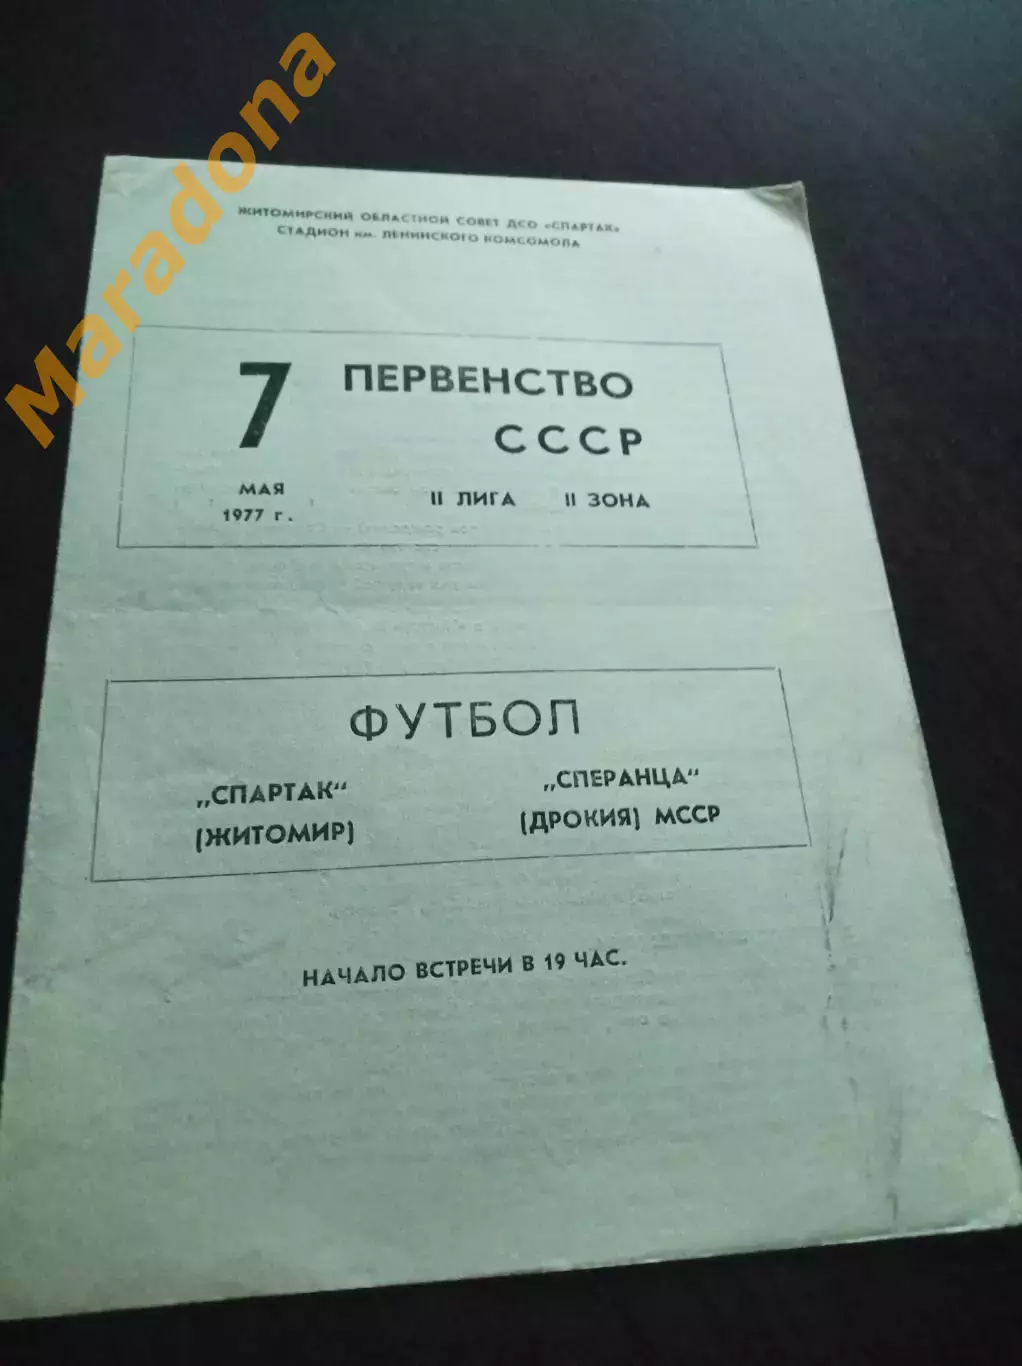 Maradona
ЖИТОМИРСКИЙ ОБЛАСТНОЙ СОВЕТ ДСО «СПАРТАК»
СТАДИОН им. ЛЕНИНСКОГО КОМСОМОЛА
7 ПЕРВЕНСТВО
СССР
МАЯ
1977 г.
II ЛИГА II ЗОНА
ФУТБОЛ
„СПАРТАК“
(ЖИТОМИР)
„СПЕРАНЦА“
(ДРОКИЯ) МССР
НАЧАЛО ВСТРЕЧИ В 19 ЧАС.